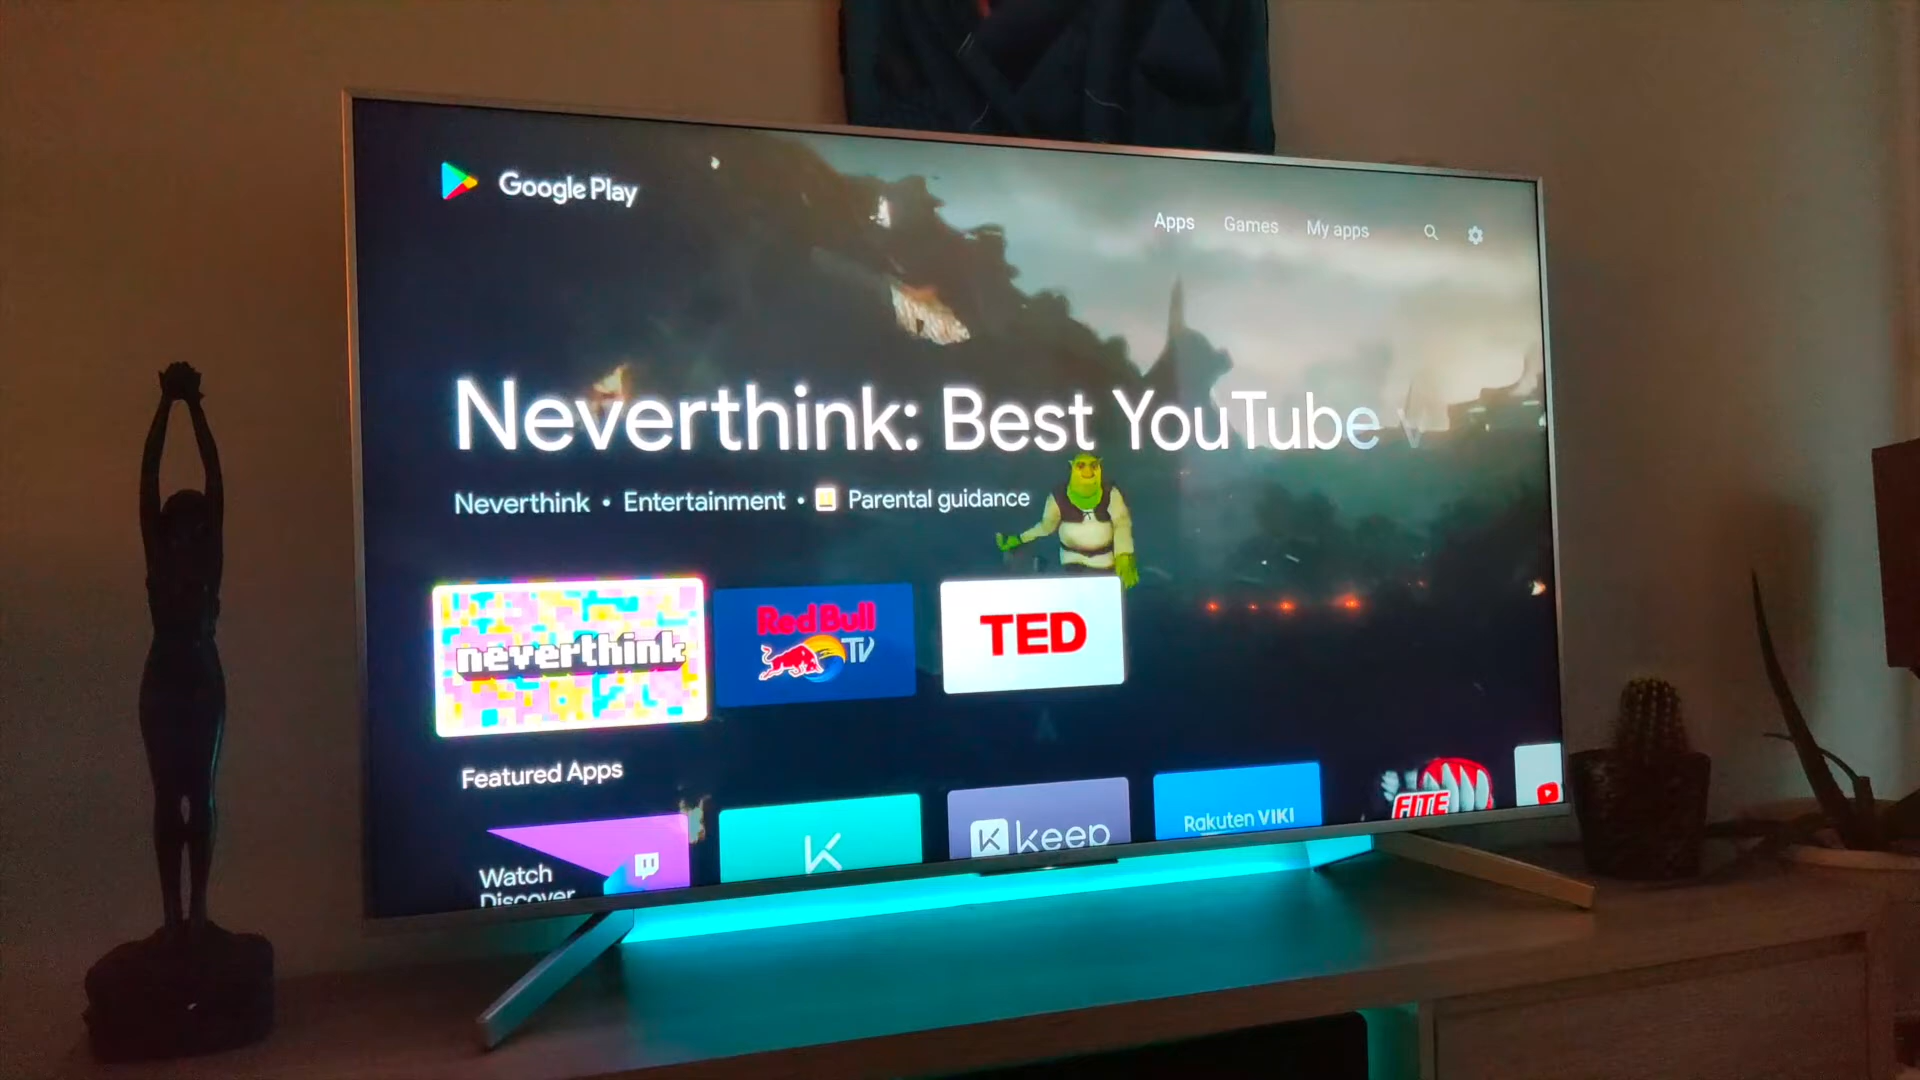 Google Play
Apps Games My apps
Neverthink: Best YouTube v
Neverthink • Entertainment • Parental guidance
neverthink
Red Bull
TV
TED
Featured Apps
Watch
Discover
K
keep
Rakuten VIKI
FITE